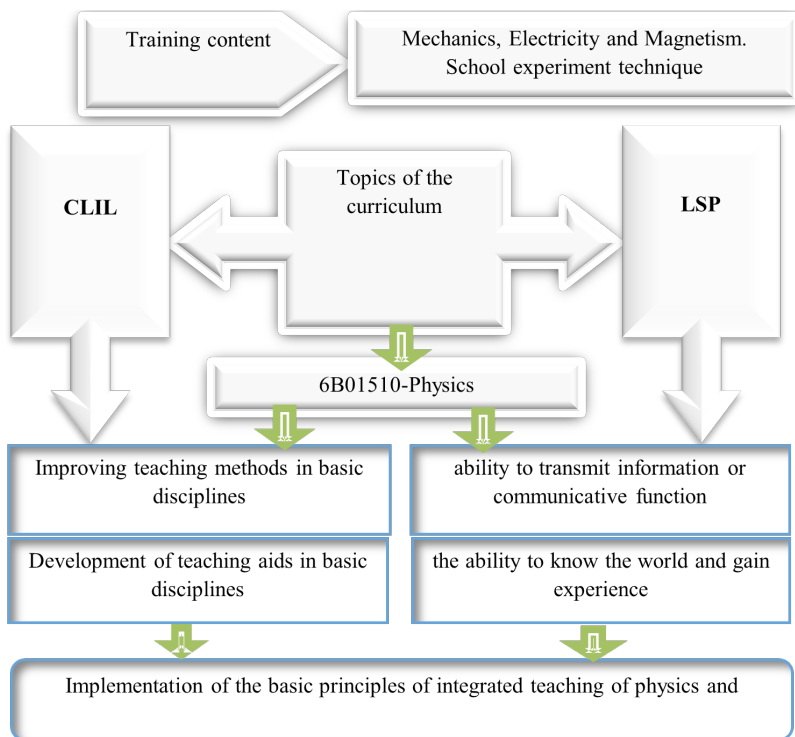 Training content
Mechanics, Electricity and Magnetism.
School experiment technique
CLIL
Topics of the
curriculum
LSP
6B01510-Physics
Improving teaching methods in basic
disciplines
ability to transmit information or
communicative function
Development of teaching aids in basic
disciplines
the ability to know the world and gain
experience
Implementation of the basic principles of integrated teaching of physics and